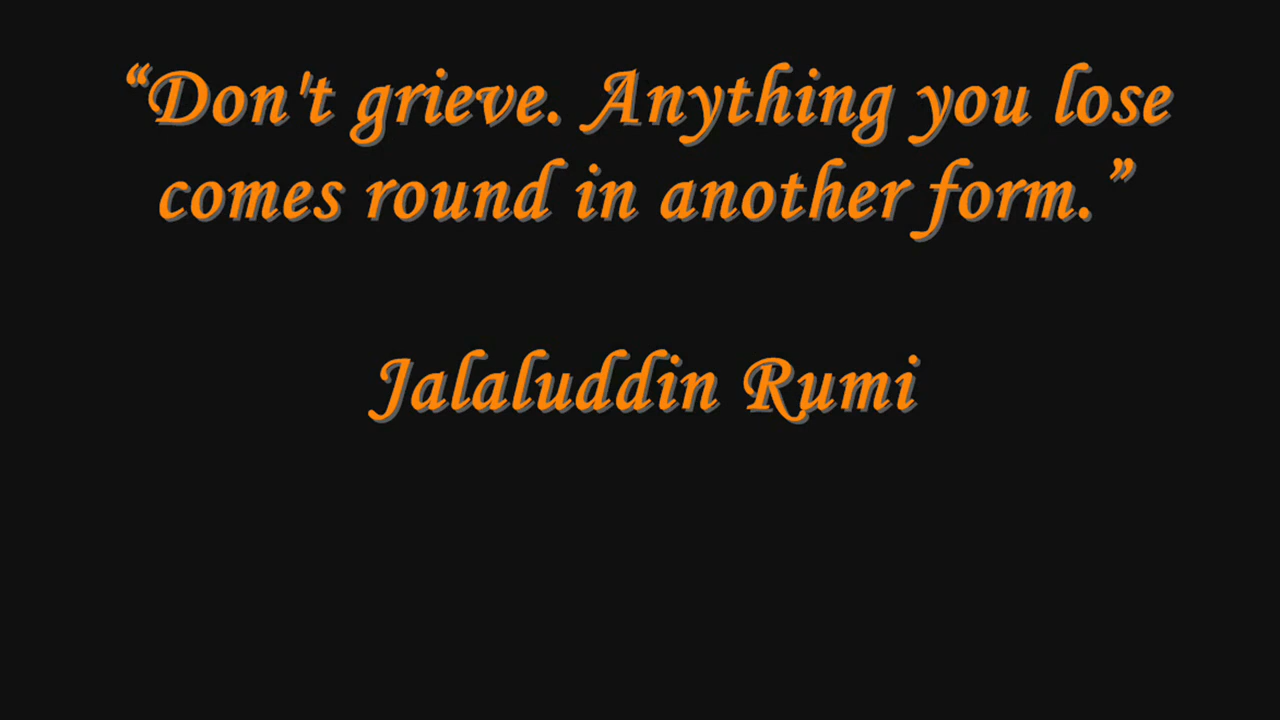 “Don't grieve. Anything you lose
comes round in another form.”
Jalaluddin Rumi